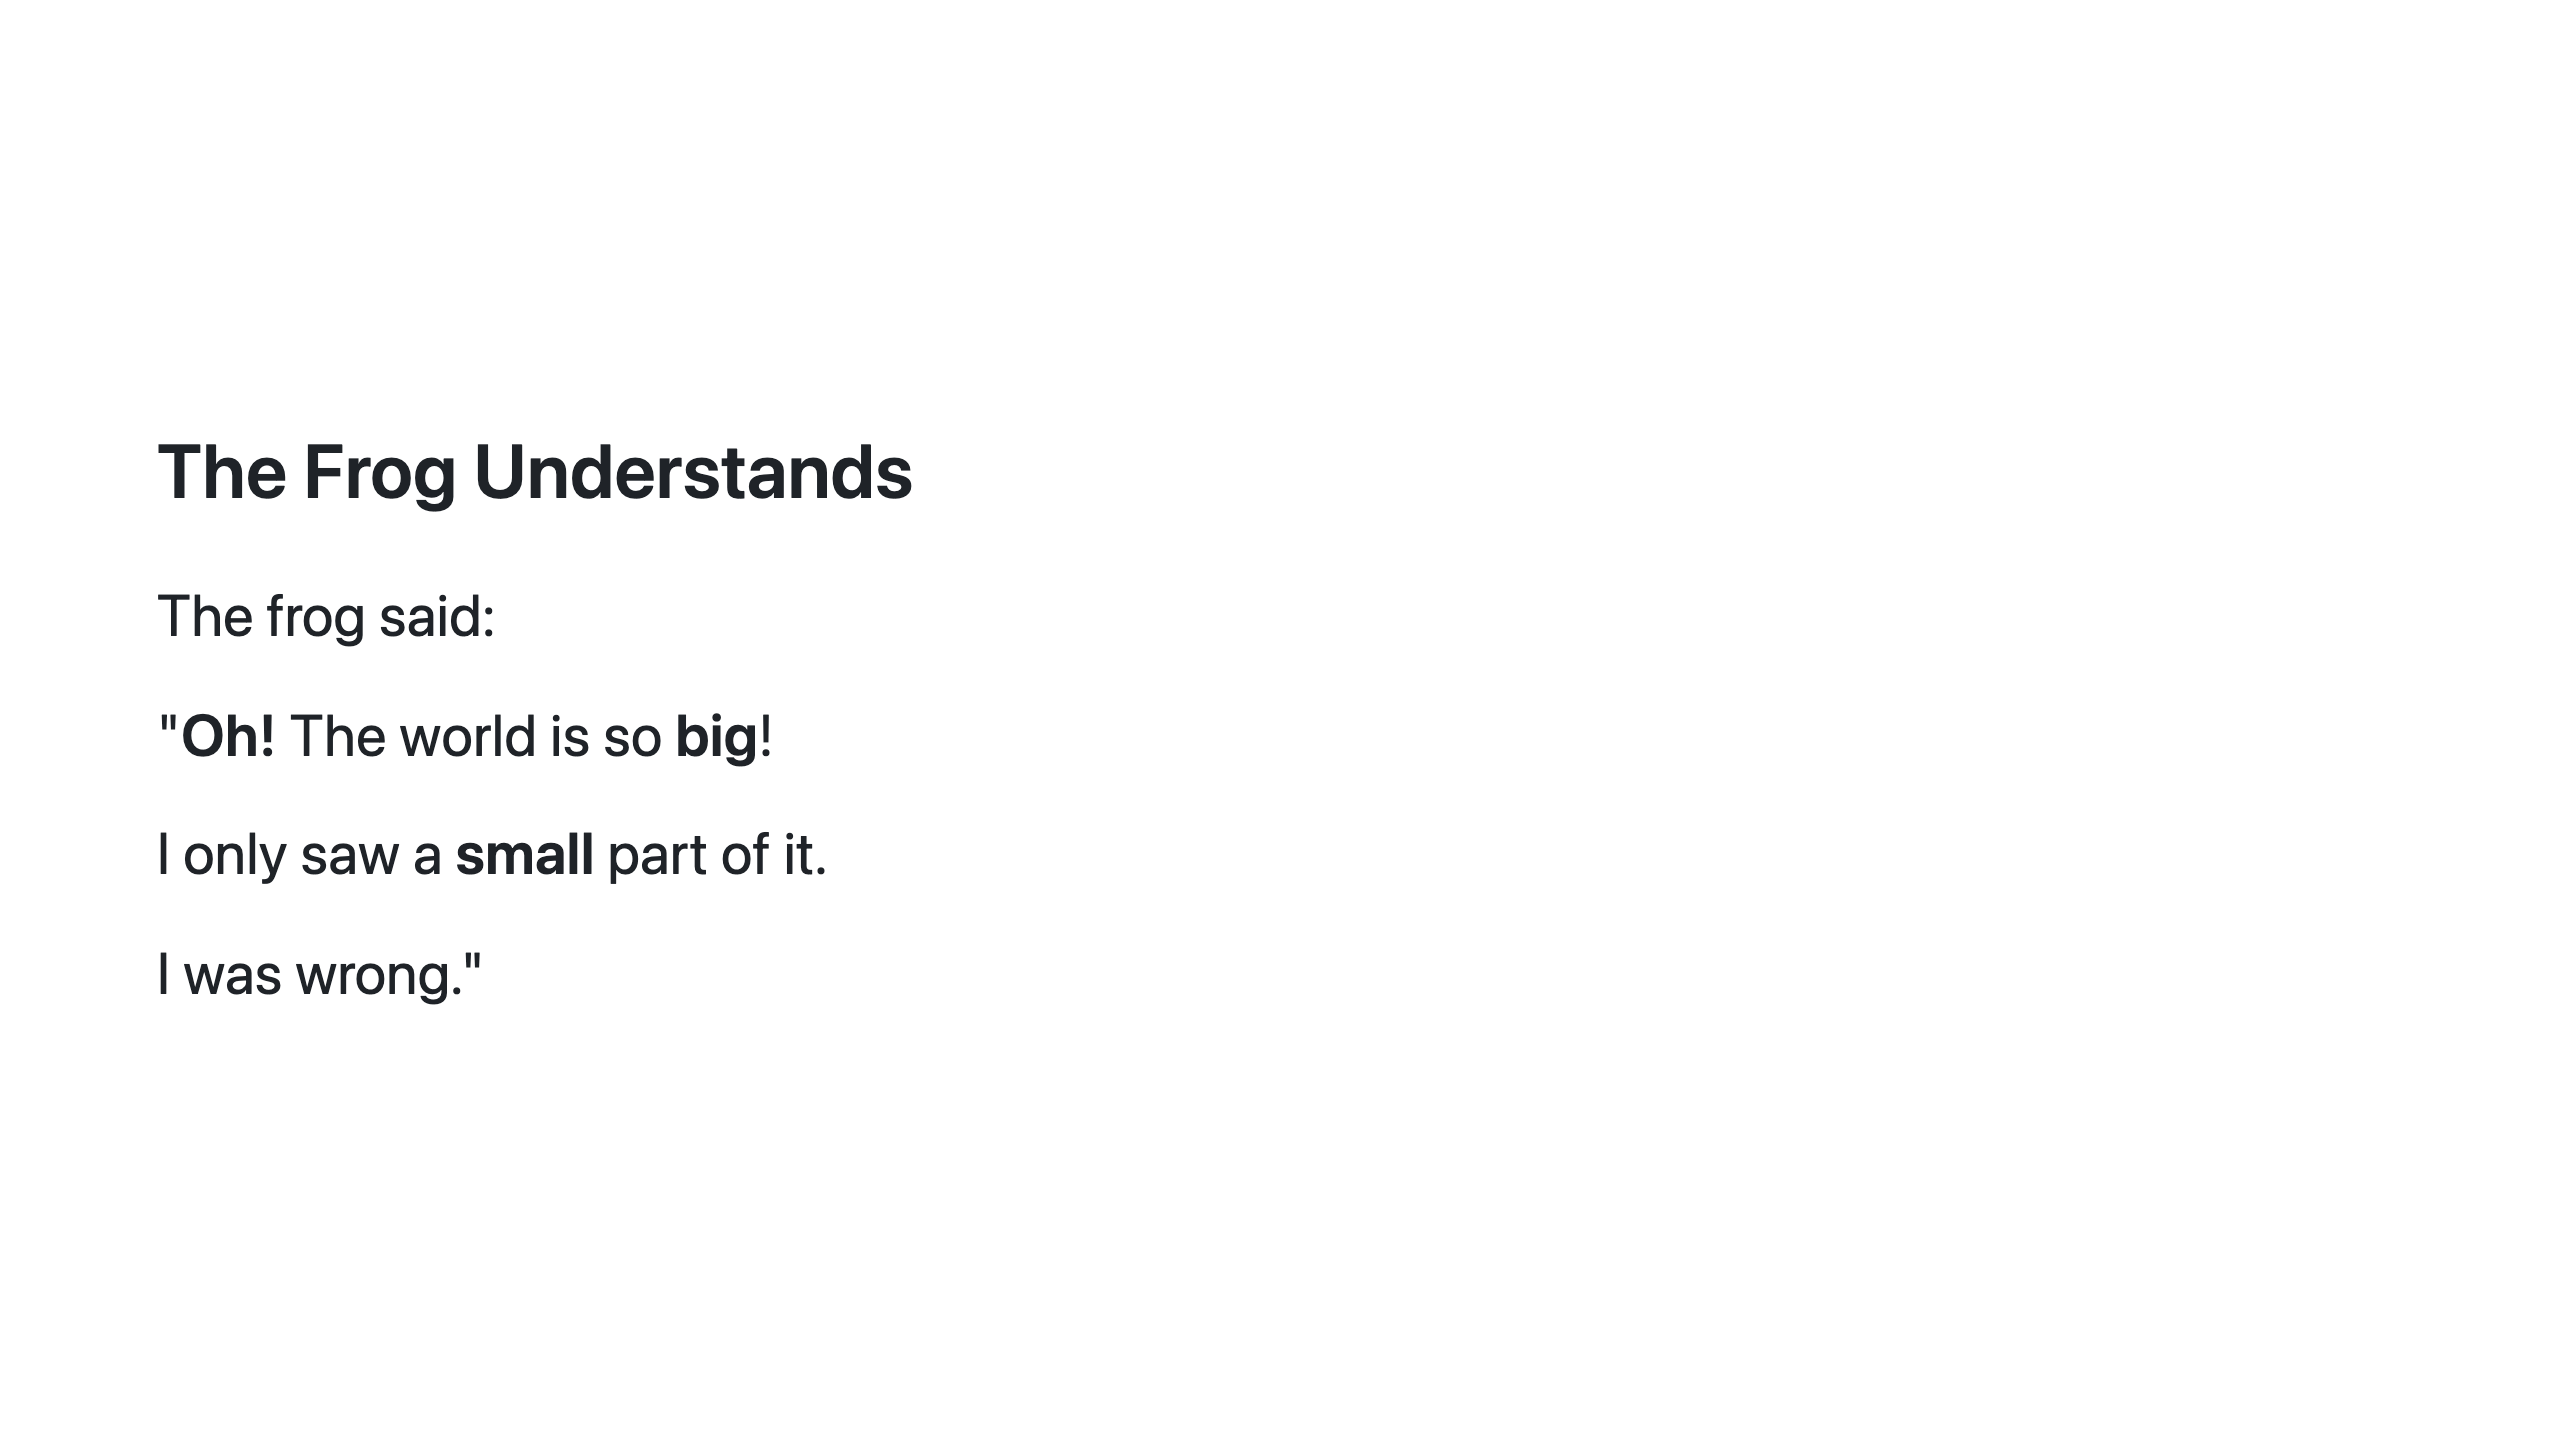 The Frog Understands
The frog said:
"Oh! The world is so big!
I only saw a small part of it.
I was wrong."